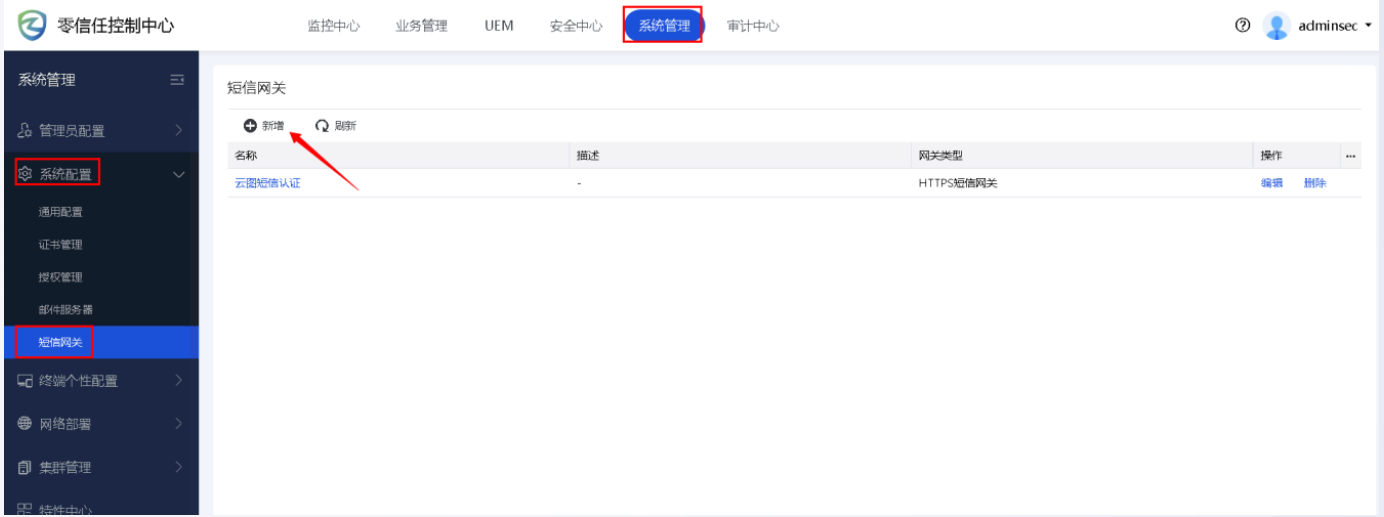 零信任控制中心 监控中心 业务管理 UEM 安全中心 系统管理 审计中心 adminsec
系统管理
短信网关
管理员配置
新增 刷新
系统配置
名称 描述 网关类型 操作
云图短信认证 - HTTPS短信网关 编辑 删除
通用配置
证书管理
授权管理
邮件服务器
短信网关
终端个性配置
网络部署
集群管理
特性中心